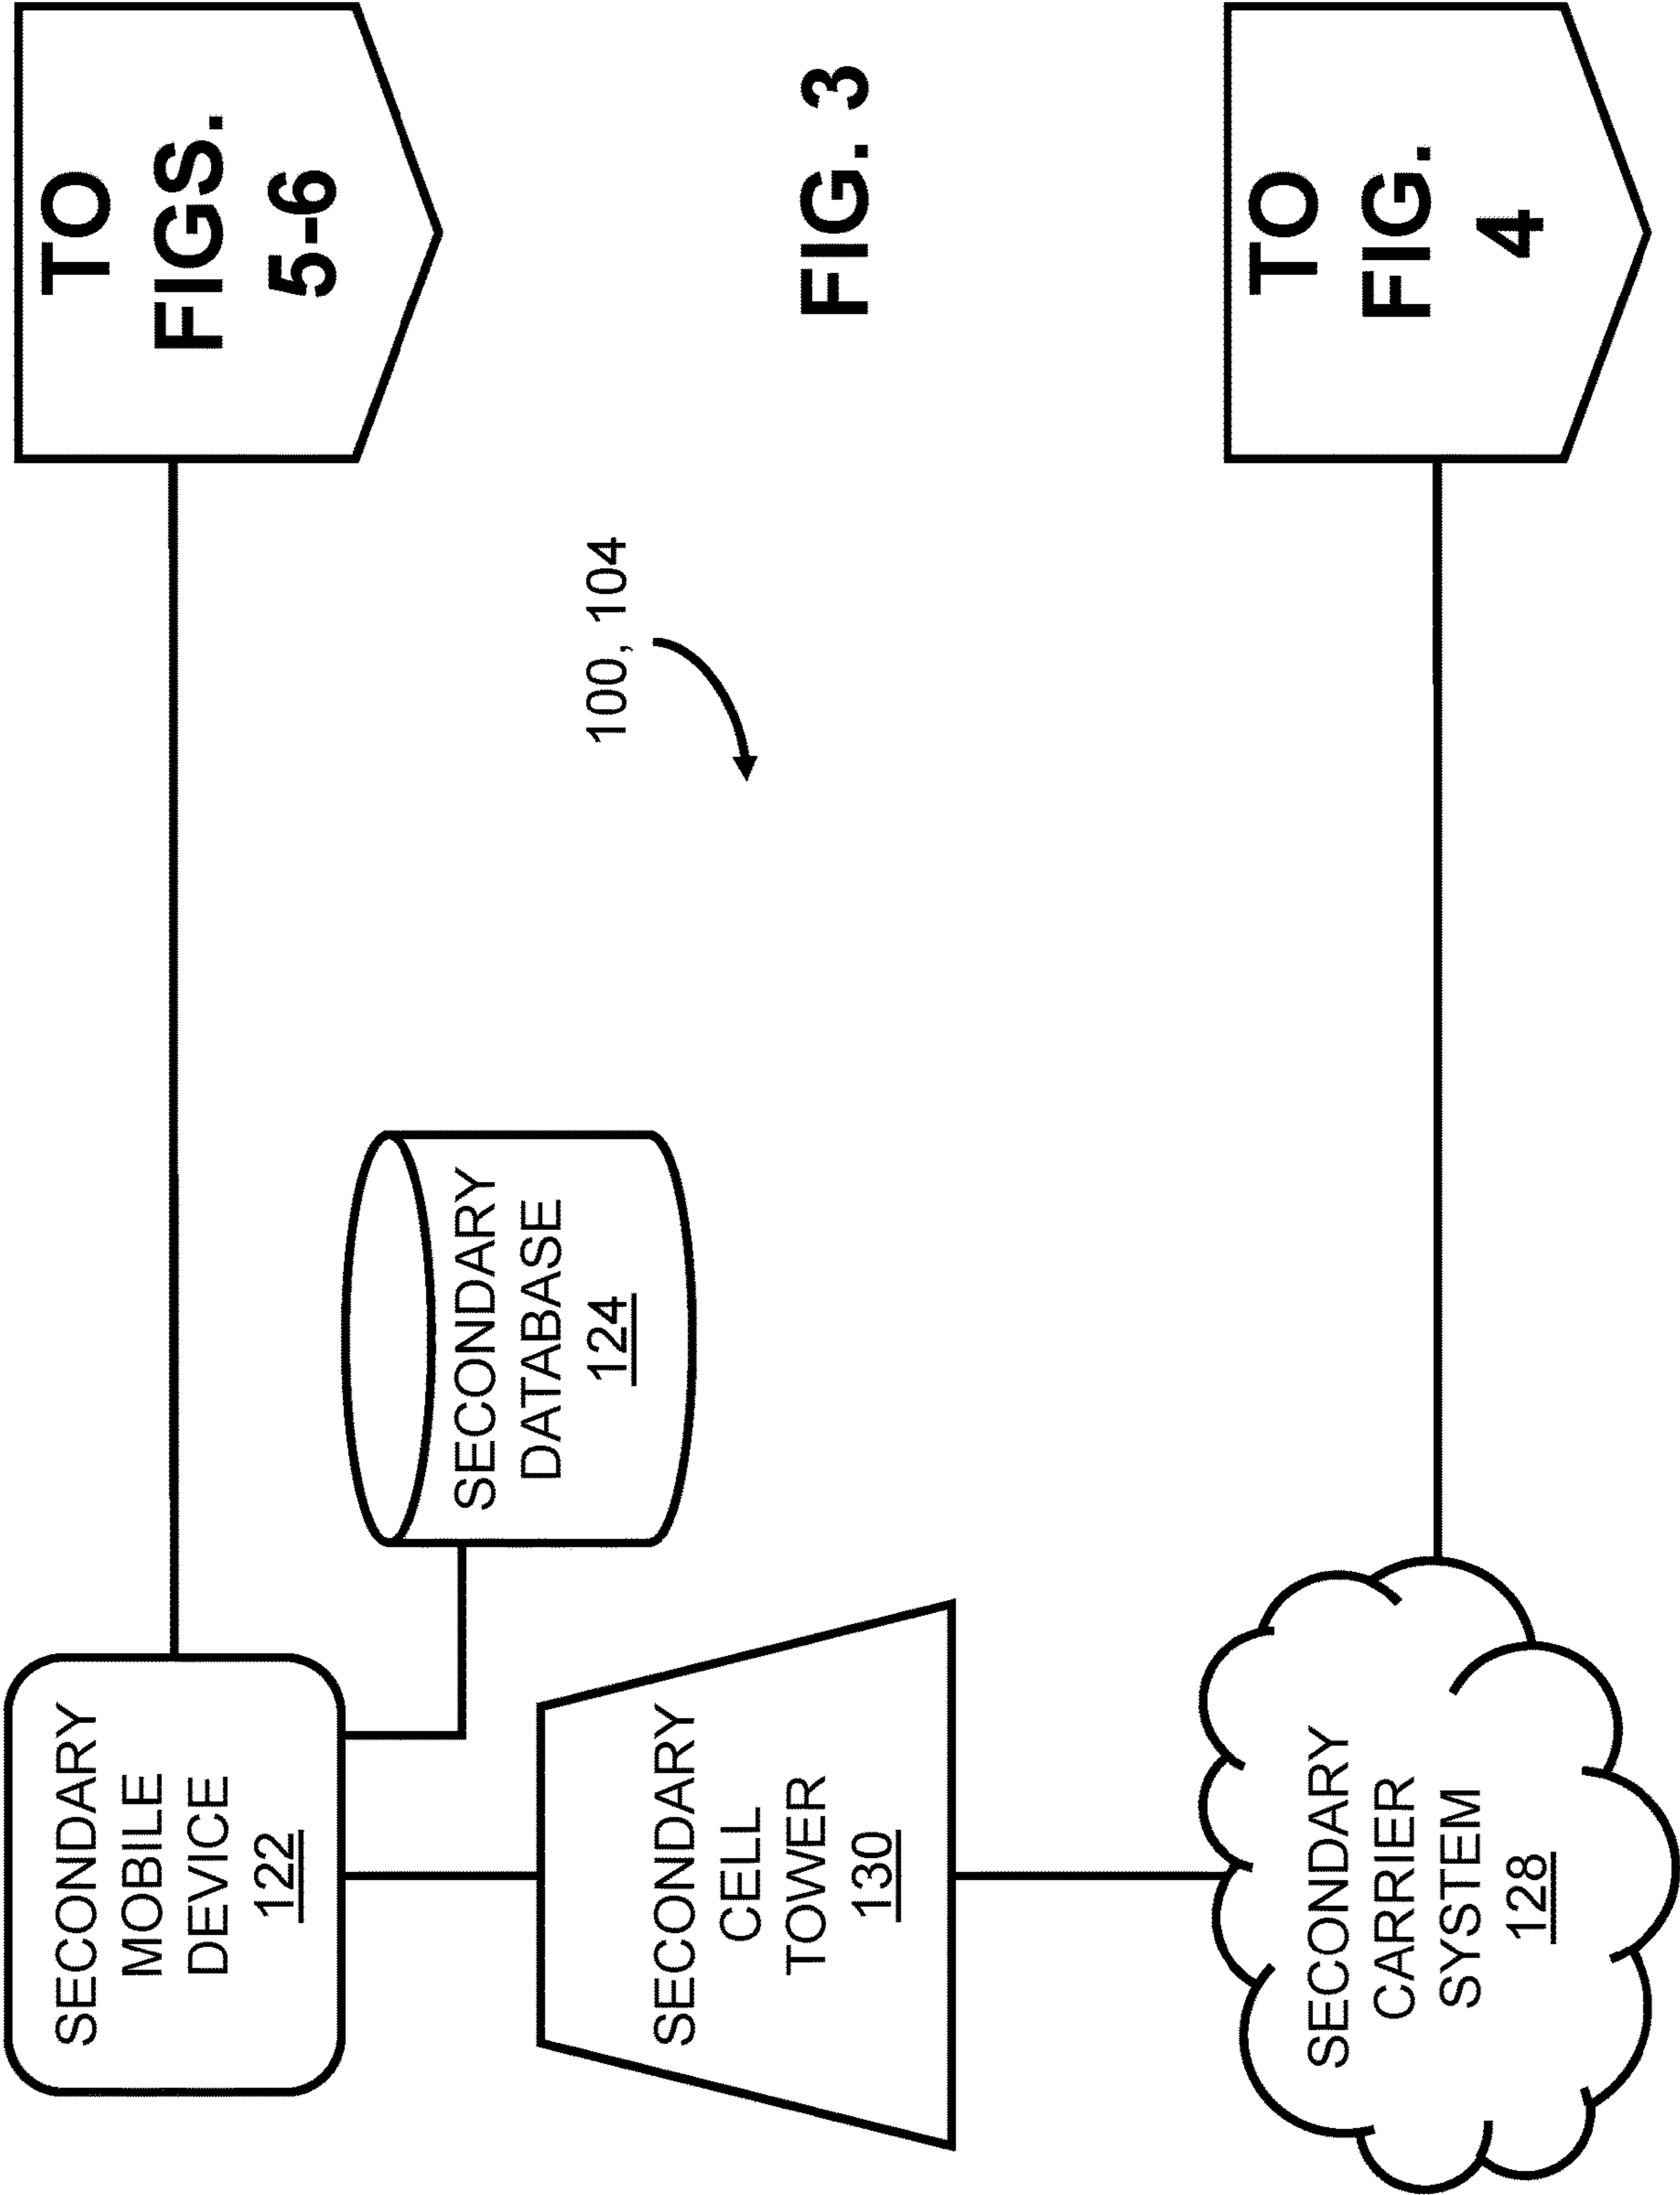 SECONDARY
MOBILE
DEVICE
122
TO
FIGS.
5-6
SECONDARY
DATABASE
124
100, 104
SECONDARY
CELL
TOWER
130
FIG. 3
SECONDARY
CARRIER
SYSTEM
128
TO
FIG.
4